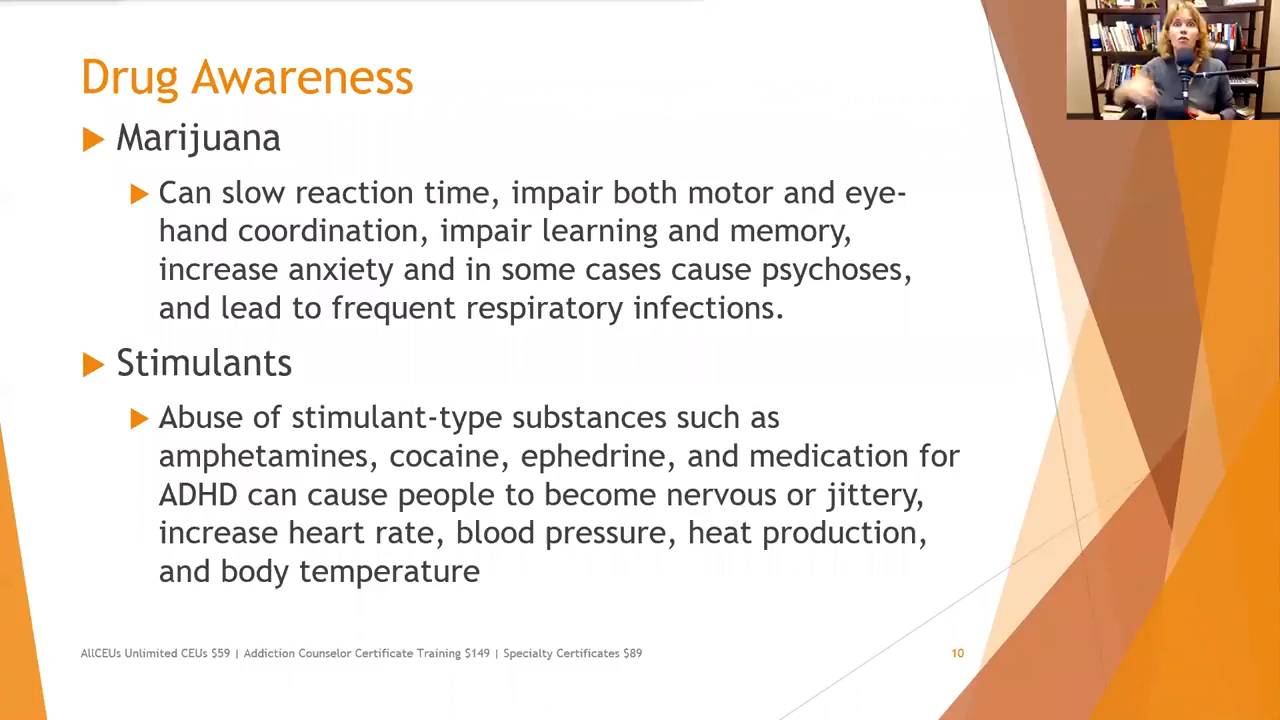 Drug Awareness
Marijuana
Can slow reaction time, impair both motor and eye-
hand coordination, impair learning and memory,
increase anxiety and in some cases cause psychoses,
and lead to frequent respiratory infections.
Stimulants
Abuse of stimulant-type substances such as
amphetamines, cocaine, ephedrine, and medication for
ADHD can cause people to become nervous or jittery,
increase heart rate, blood pressure, heat production,
and body temperature
AllCEUs Unlimited CEUs $59 | Addiction Counselor Certificate Training $149 | Specialty Certificates $89
10